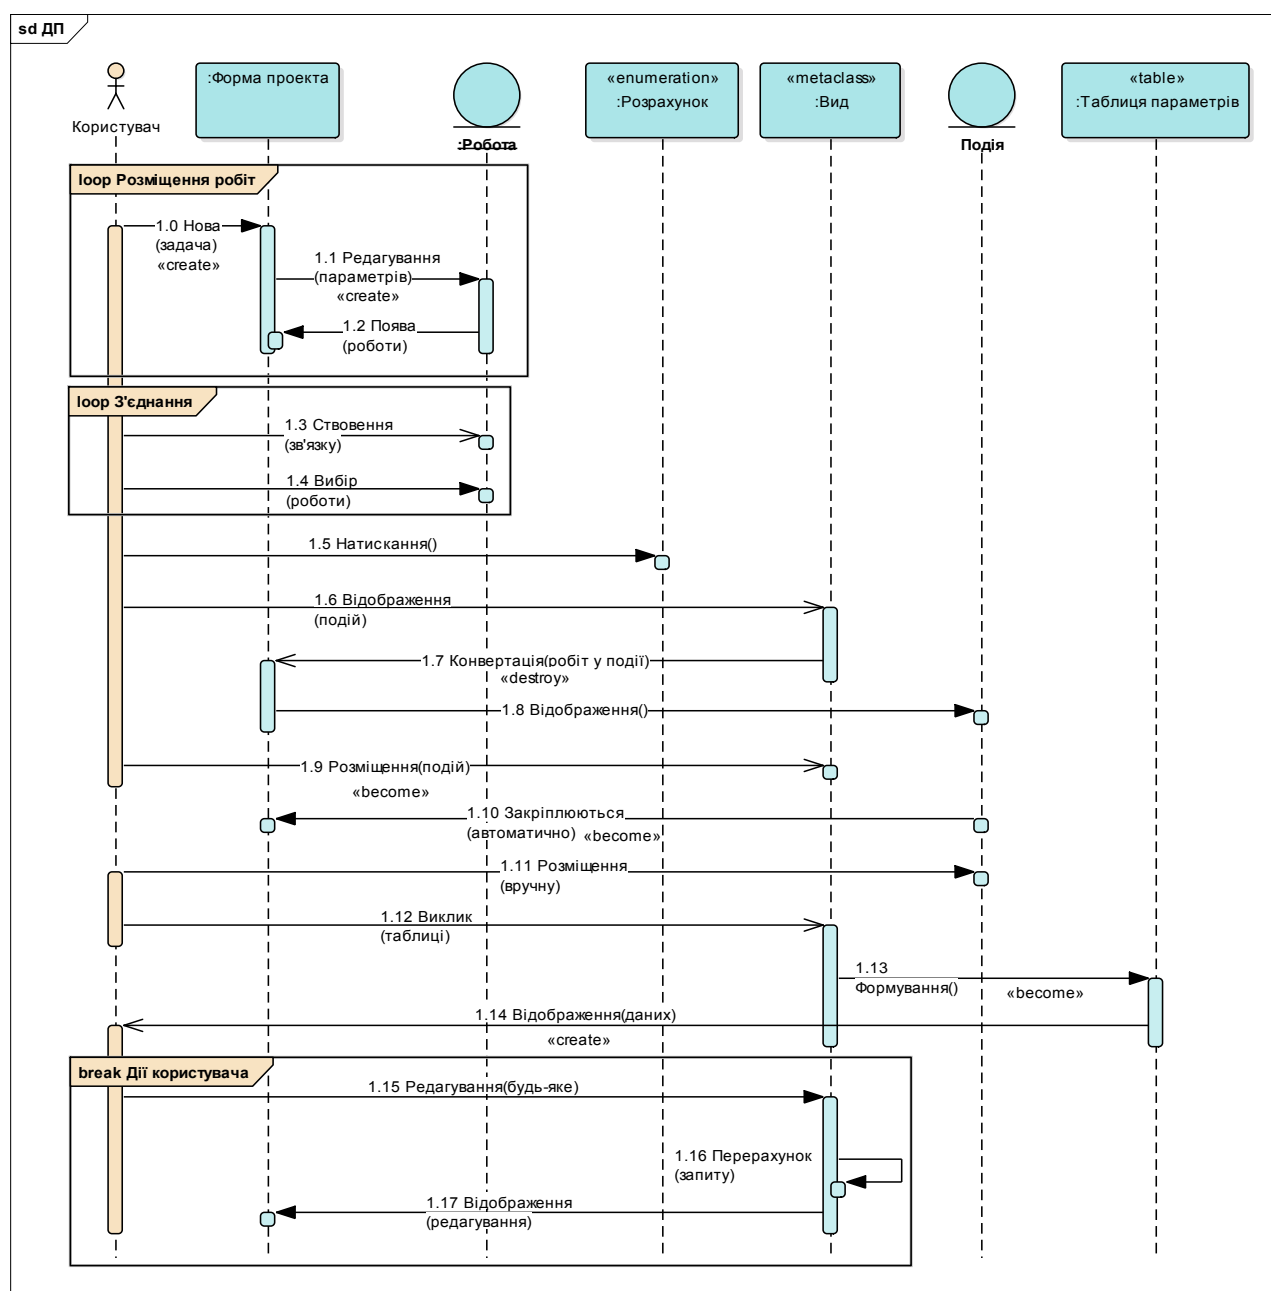 sd ДП
Користувач
:Форма проекта
:Робота
«enumeration»
:Розрахунок
«metaclass»
:Вид
Подія
«table»
:Таблиця параметрів
loop Розміщення робіт
1.0 Нова
(задача)
«create»
1.1 Редагування
(параметрів)
«create»
1.2 Поява
(роботи)
loop З'єднання
1.3 Ствовення
(зв'язку)
1.4 Вибір
(роботи)
1.5 Натискання()
1.6 Відображення
(подій)
1.7 Конвертація(робіт у події)
«destroy»
1.8 Відображення()
1.9 Розміщення(подій)
«become»
1.10 Закріплюються
(автоматично)
«become»
1.11 Розміщення
(вручну)
1.12 Виклик
(таблиці)
1.13
Формування()
«become»
1.14 Відображення(даних)
«create»
break Дії користувача
1.15 Редагування(будь-яке)
1.16 Перерахунок
(запиту)
1.17 Відображення
(редагування)